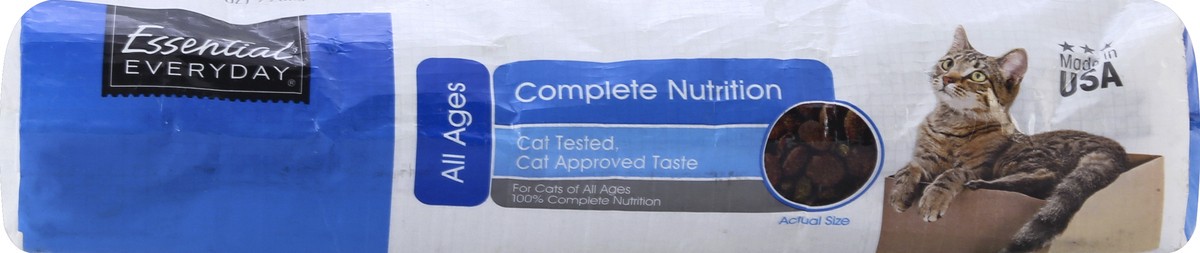 Essential
EVERYDAY®
All Ages
Complete Nutrition
Cat Tested,
Cat Approved Taste
For Cats of All Ages
100% Complete Nutrition
Actual Size
Made in
USA